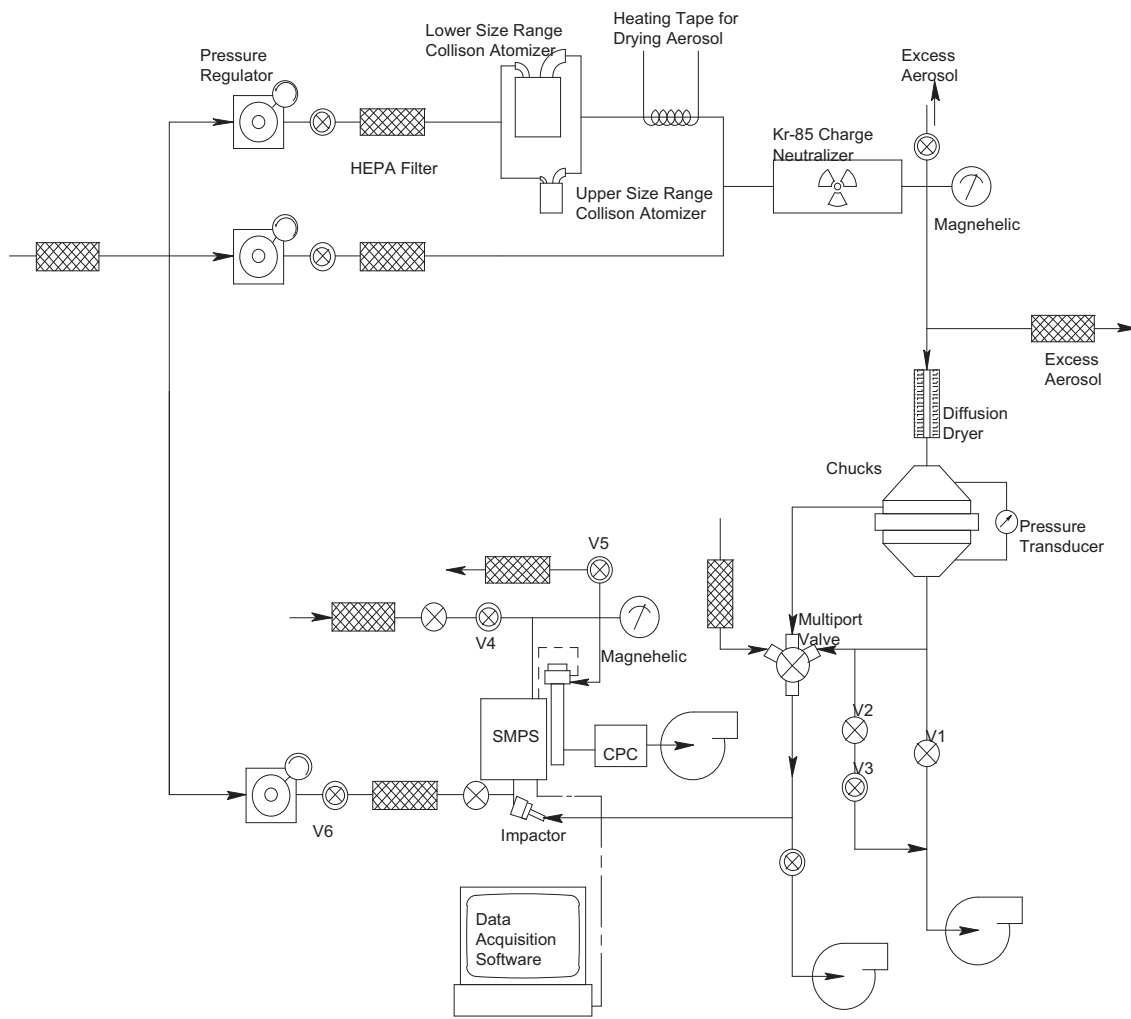 Lower Size Range
Collison Atomizer
Heating Tape for
Drying Aerosol
Pressure
Regulator
Excess
Aerosol
Kr-85 Charge
Neutralizer
HEPA Filter
Upper Size Range
Collison Atomizer
Magnehelic
Excess
Aerosol
Diffusion
Dryer
Chucks
Pressure
Transducer
V5
V4
Multiport
Valve
Magnehelic
V2
SMPS
V1
CPC
V3
V6
Impactor
Data
Acquisition
Software